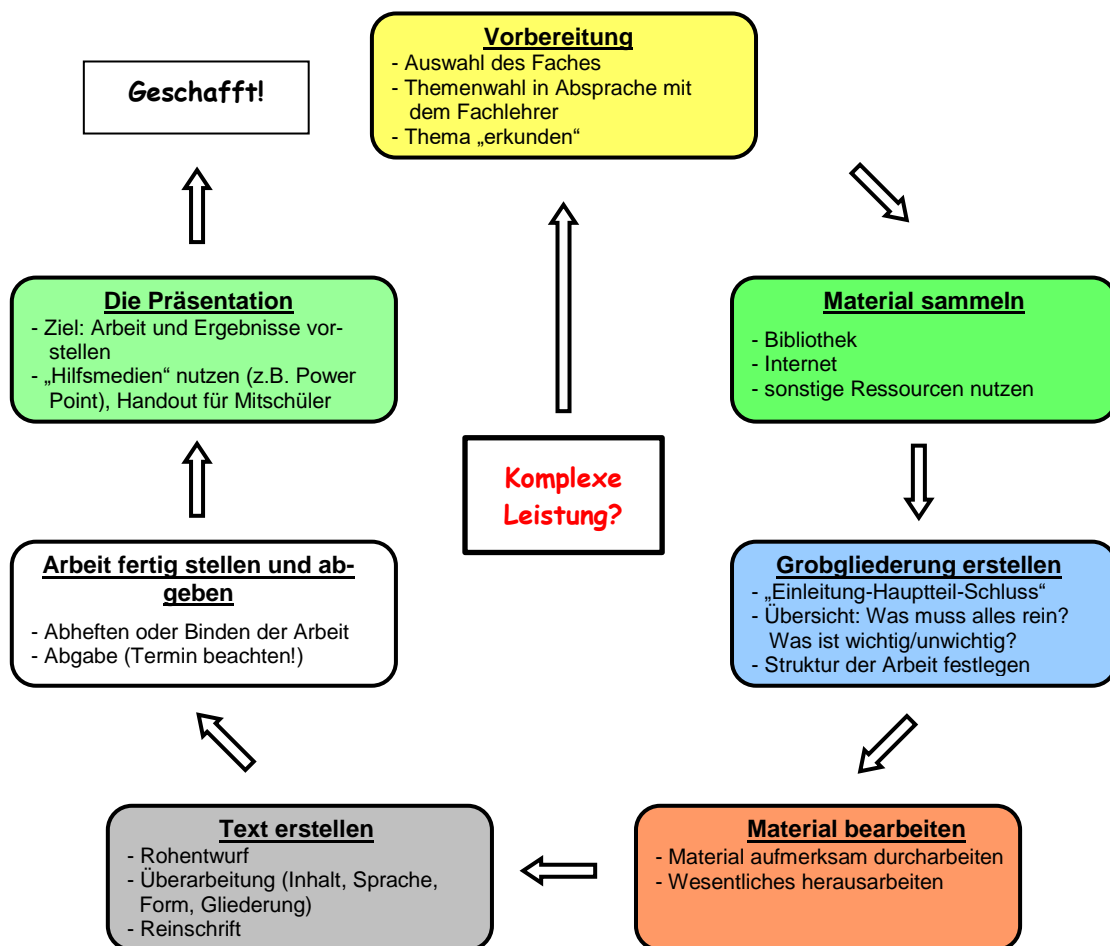 Vorbereitung
- Auswahl des Faches
- Themenwahl in Absprache mit
dem Fachlehrer
- Thema „erkunden“
Geschafft!
Material sammeln
- Bibliothek
- Internet
- sonstige Ressourcen nutzen
Grobgliederung erstellen
- „Einleitung-Hauptteil-Schluss“
- Übersicht: Was muss alles rein?
Was ist wichtig/unwichtig?
- Struktur der Arbeit festlegen
Material bearbeiten
- Material aufmerksam durcharbeiten
- Wesentliches herausarbeiten
Text erstellen
- Rohentwurf
- Überarbeitung (Inhalt, Sprache,
Form, Gliederung)
- Reinschrift
Arbeit fertig stellen und ab-
geben
- Abheften oder Binden der Arbeit
- Abgabe (Termin beachten!)
Die Präsentation
- Ziel: Arbeit und Ergebnisse vor-
stellen
- „Hilfsmedien“ nutzen (z.B. Power
Point), Handout für Mitschüler
Komplexe
Leistung?